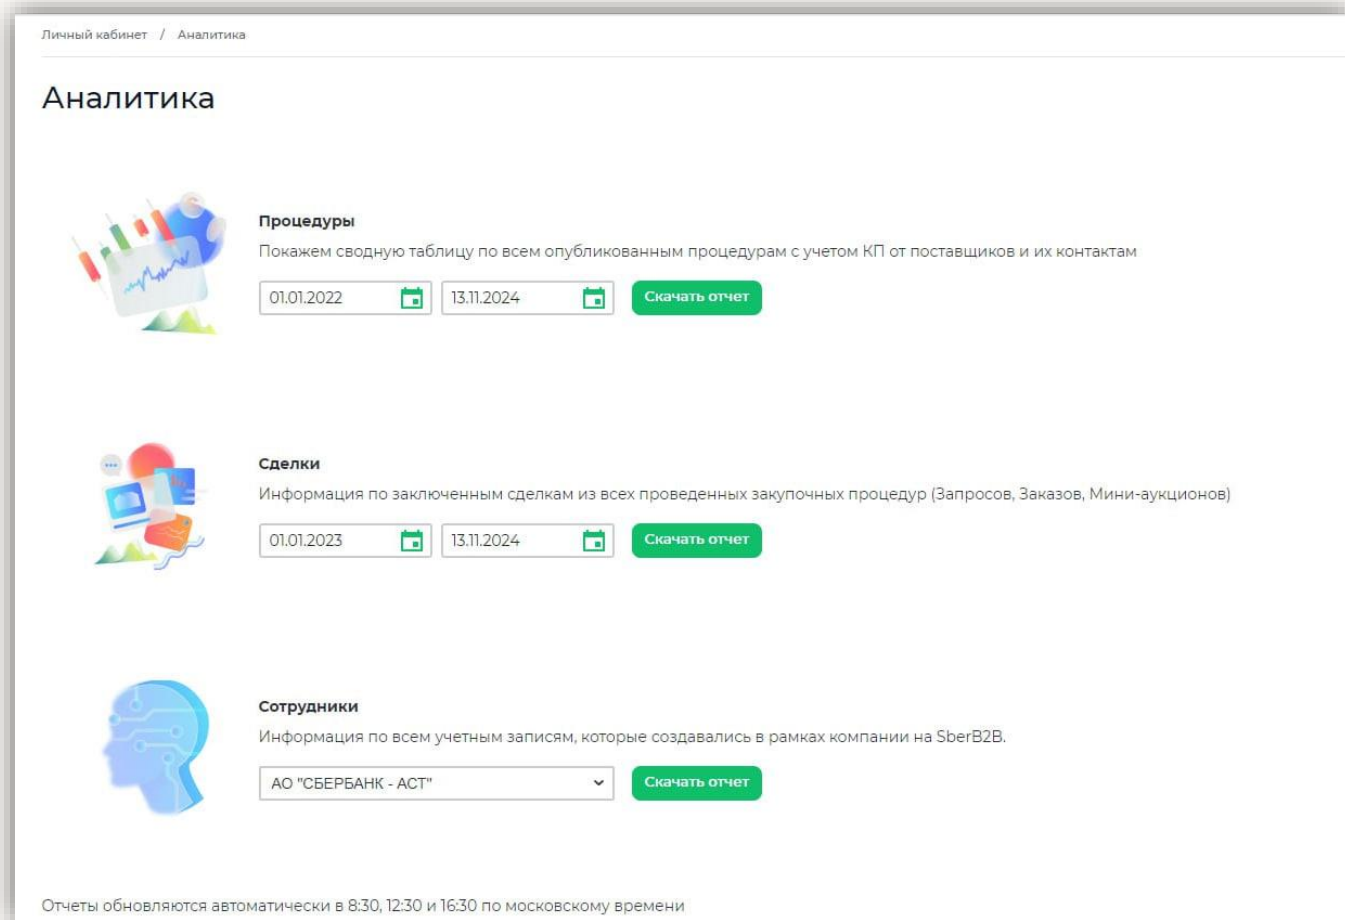 Личный кабинет / Аналитика
Аналитика
Процедуры
Покажем сводную таблицу по всем опубликованным процедурам с учетом КП от поставщиков и их контактам
01.01.2022 13.11.2024 Скачать отчет
Сделки
Информация по заключенным сделкам из всех проведенных закупочных процедур (Запросов, Заказов, Мини-аукционов)
01.01.2023 13.11.2024 Скачать отчет
Сотрудники
Информация по всем учетным записям, которые создавались в рамках компании на SberB2B.
АО "СБЕРБАНК - АСТ" Скачать отчет
Отчеты обновляются автоматически в 8:30, 12:30 и 16:30 по московскому времени